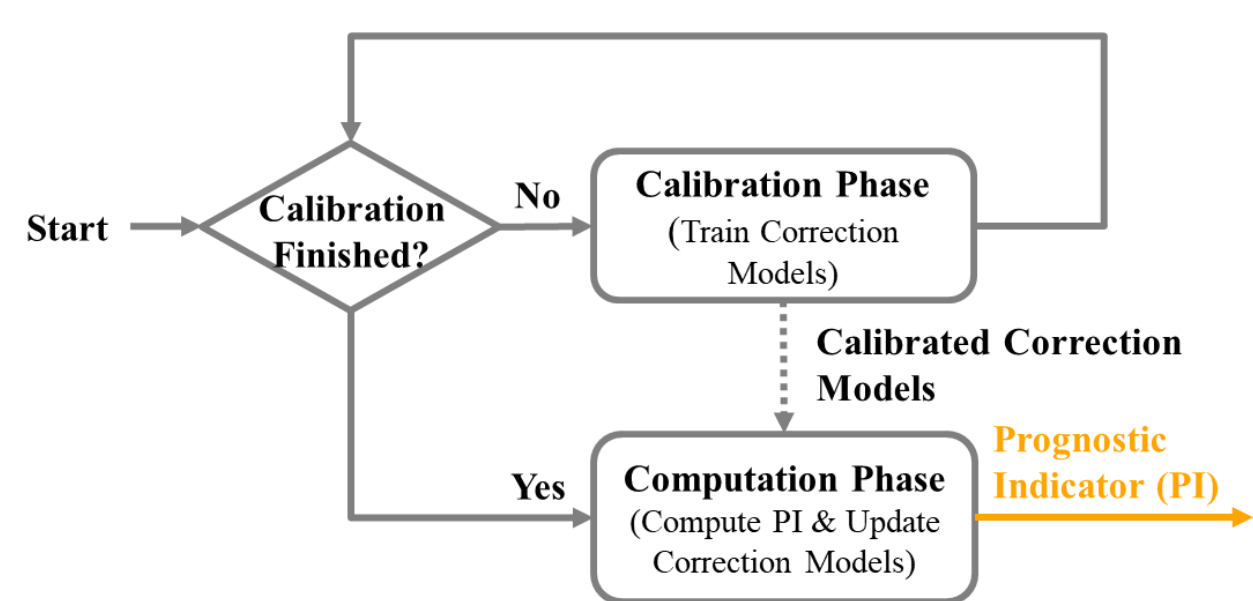 Start
Calibration
Finished?
No
Calibration Phase
(Train Correction
Models)
Calibrated Correction
Models
Yes
Computation Phase
(Compute PI & Update
Correction Models)
Prognostic
Indicator (PI)